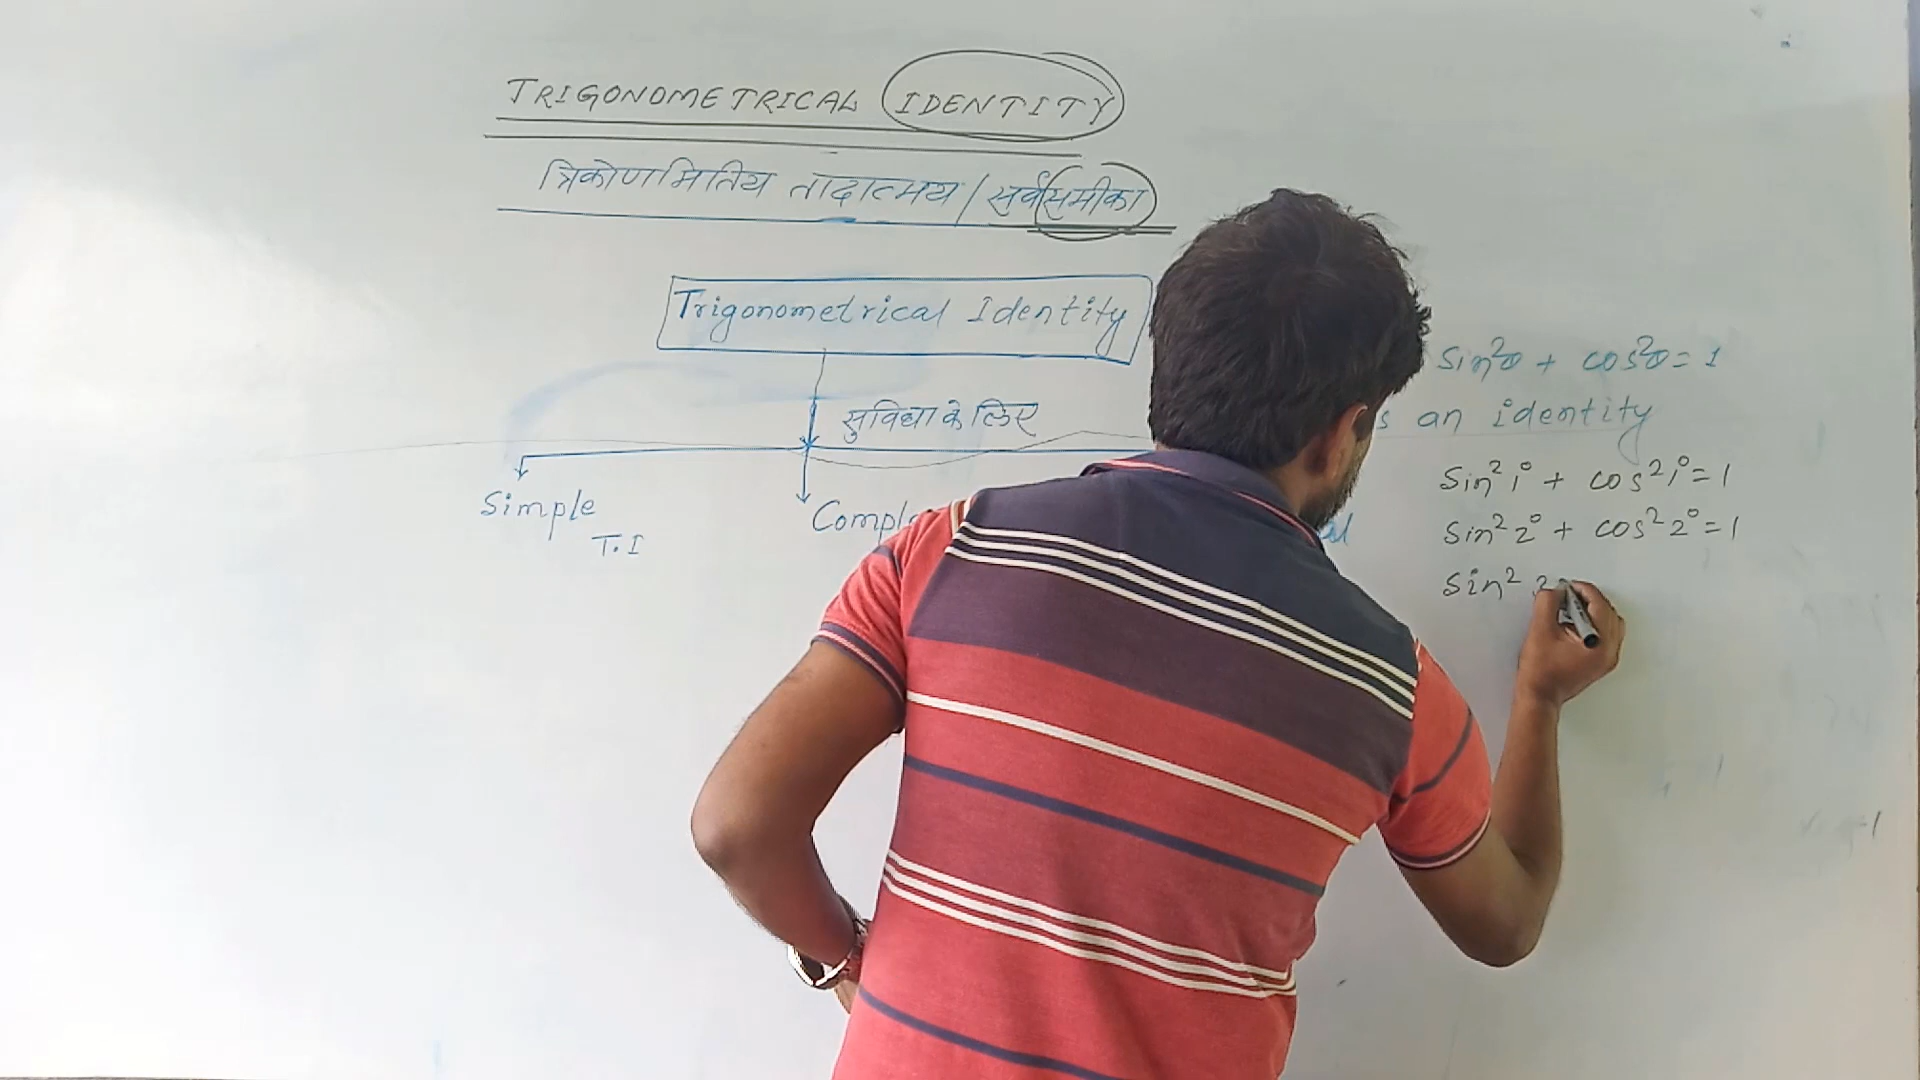 TRIGONOMETRICAL IDENTITY
त्रिकोणमितिय तादात्मय / सर्वसमीका
Trigonometrical Identity
सुविधा के लिए
Simple
T.I
sin²θ + cos²θ = 1
an identity
sin²1° + cos²1° = 1
sin²2° + cos²2° = 1
sin²